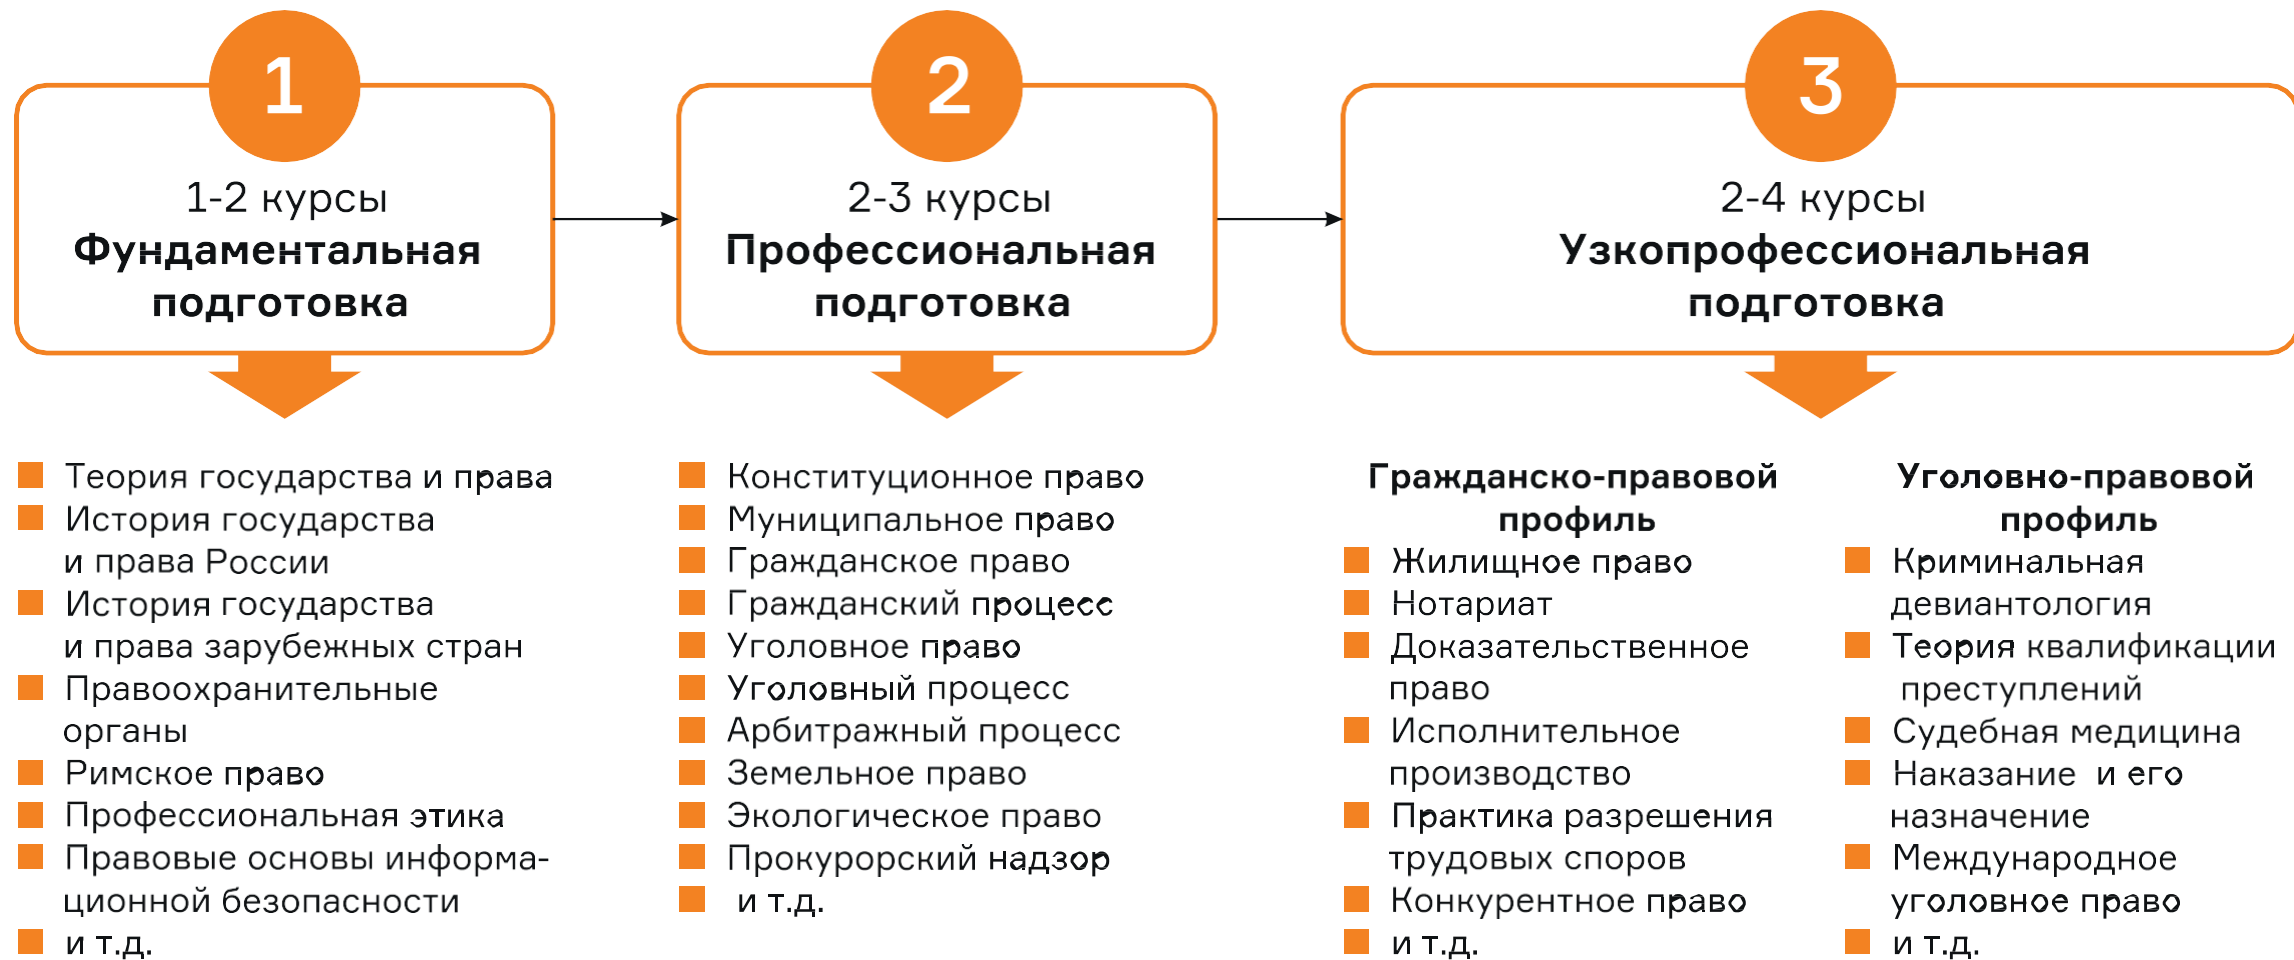 1
1-2 курсы
Фундаментальная
подготовка
Теория государства и права
История государства
и права России
История государства
и права зарубежных стран
Правоохранительные
органы
Римское право
Профессиональная этика
Правовые основы информа-
ционной безопасности
и т.д.
2
2-3 курсы
Профессиональная
подготовка
Конституционное право
Муниципальное право
Гражданское право
Гражданский процесс
Уголовное право
Уголовный процесс
Арбитражный процесс
Земельное право
Экологическое право
Прокурорский надзор
и т.д.
3
2-4 курсы
Узкопрофессиональная
подготовка
Гражданско-правовой
профиль
Жилищное право
Нотариат
Доказательственное
право
Исполнительное
производство
Практика разрешения
трудовых споров
Конкурентное право
и т.д.
Уголовно-правовой
профиль
Криминальная
девиантология
Теория квалификации
преступлений
Судебная медицина
Наказание и его
назначение
Международное
уголовное право
и т.д.